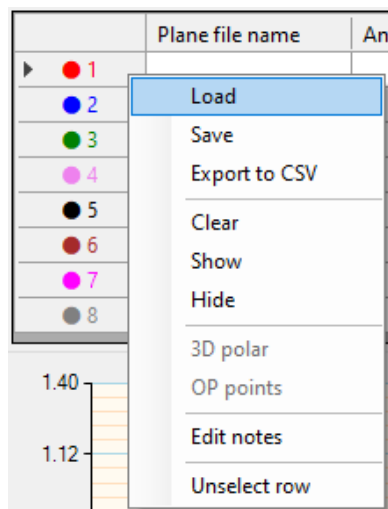 Plane file name An
1
2
3
4
5
6
7
8
Load
Save
Export to CSV
Clear
Show
Hide
3D polar
OP points
Edit notes
Unselect row
1.40
1.12